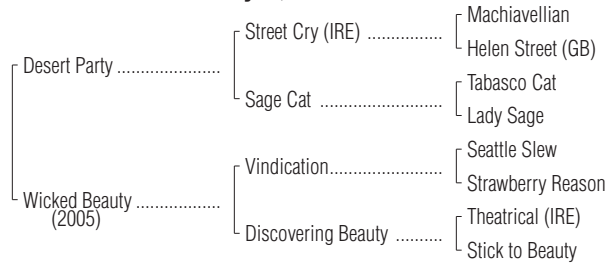 Machiavellian
Street Cry (IRE) ................
Helen Street (GB)
Desert Party .....................
Tabasco Cat
Sage Cat .........................
Lady Sage
Seattle Slew
Vindication.......................
Strawberry Reason
Wicked Beauty .................
(2005)
Theatrical (IRE)
Discovering Beauty ..........
Stick to Beauty